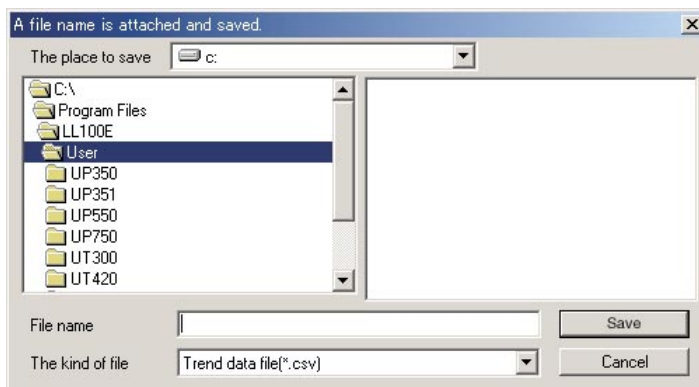 A file name is attached and saved.
The place to save
c:
C:\
Program Files
LL100E
User
UP350
UP351
UP550
UP750
UT300
UT420
File name
Save
The kind of file
Trend data file(*.csv)
Cancel